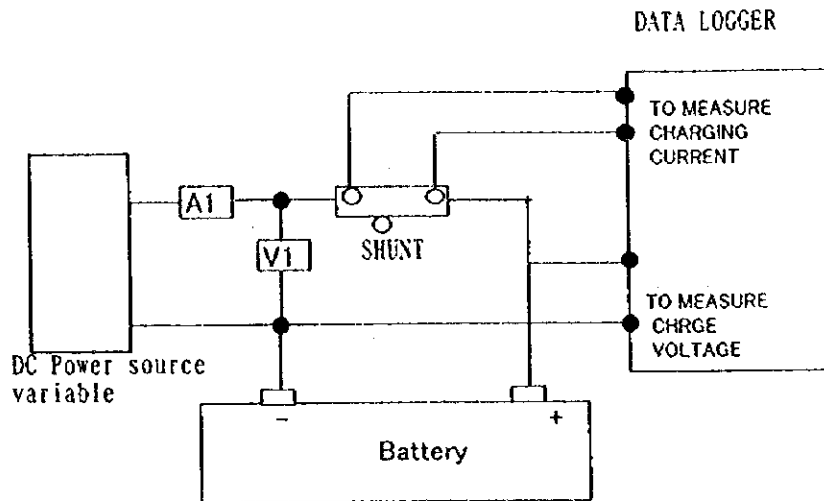 DATA LOGGER
TO MEASURE
CHARGING
CURRENT
A1
SHUNT
V1
TO MEASURE
CHRGE
VOLTAGE
DC Power source
variable
- +
Battery